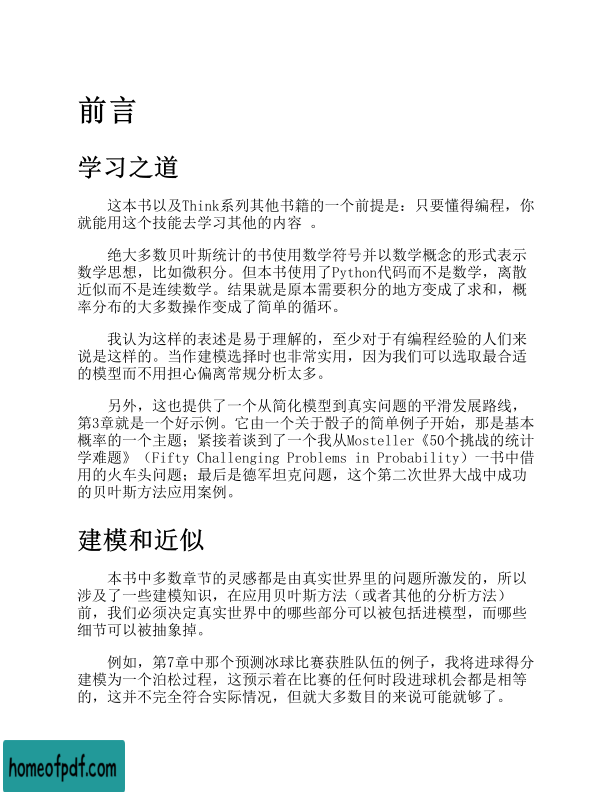 前言
学习之道
这本书以及Think系列其他书籍的一个前提是：只要懂得编程，你
就能用这个技能去学习其他的内容 。
绝大多数贝叶斯统计的书使用数学符号并以数学概念的形式表示
数学思想，比如微积分。但本书使用了Python代码而不是数学，离散
近似而不是连续数学。结果就是原本需要积分的地方变成了求和，概
率分布的大多数操作变成了简单的循环。
我认为这样的表述是易于理解的，至少对于有编程经验的人们来
说是这样的。当作建模选择时也非常实用，因为我们可以选取最合适
的模型而不用担心偏离常规分析太多。
另外，这也提供了一个从简化模型到真实问题的平滑发展路线，
第3章就是一个好示例。它由一个关于骰子的简单例子开始，那是基本
概率的一个主题；紧接着谈到了一个我从Mosteller《50个挑战的统计
学难题》（Fifty Challenging Problems in Probability）一书中借
用的火车头问题；最后是德军坦克问题，这个第二次世界大战中成功
的贝叶斯方法应用案例。
建模和近似
本书中多数章节的灵感都是由真实世界里的问题所激发的，所以
涉及了一些建模知识，在应用贝叶斯方法（或者其他的分析方法）
前，我们必须决定真实世界中的哪些部分可以被包括进模型，而哪些
细节可以被抽象掉。
例如，第7章中那个预测冰球比赛获胜队伍的例子，我将进球得分
建模为一个泊松过程，这预示着在比赛的任何时段进球机会都是相等
的，这并不完全符合实际情况，但就大多数目的来说可能就够了。
homeofpdf.com